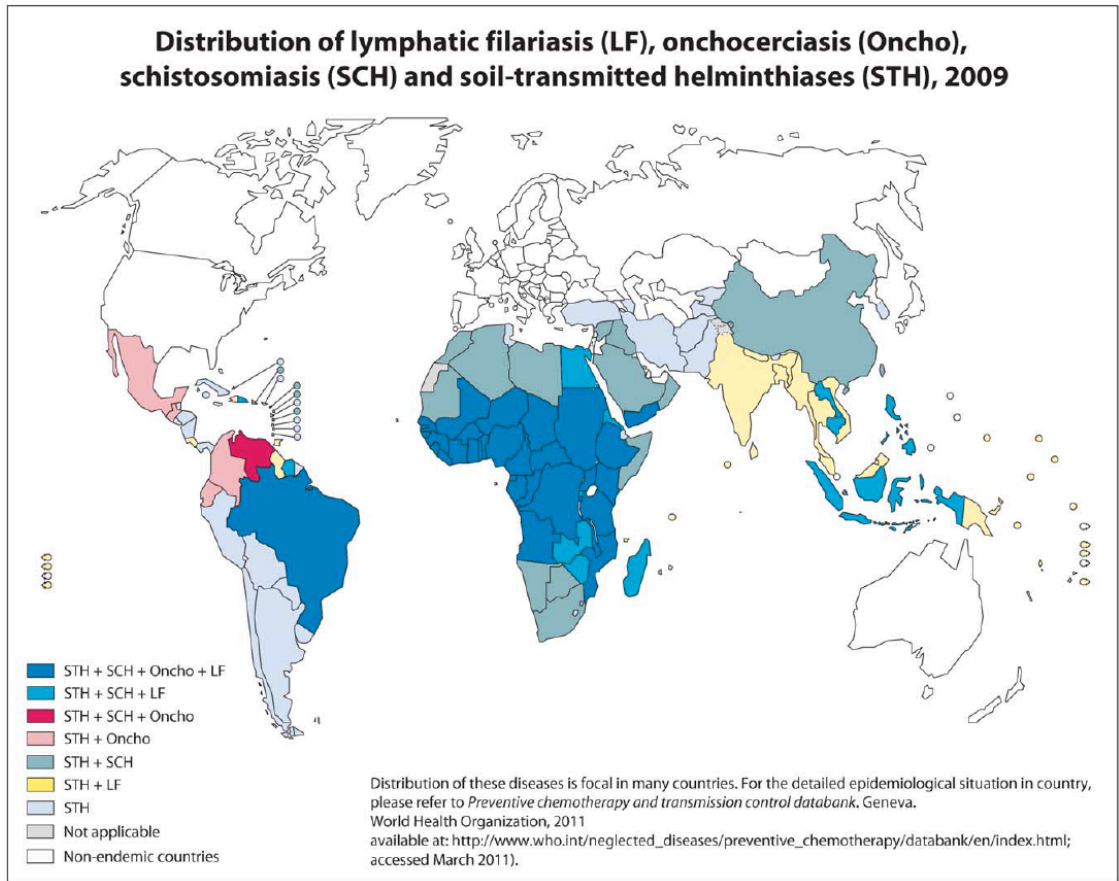 Distribution of lymphatic filariasis (LF), onchocerciasis (Oncho),
schistosomiasis (SCH) and soil-transmitted helminthiases (STH), 2009
STH + SCH + Oncho + LF
STH + SCH + LF
STH + SCH + Oncho
STH + Oncho
STH + SCH
STH + LF
STH
Not applicable
Non-endemic countries
Distribution of these diseases is focal in many countries. For the detailed epidemiological situation in country,
please refer to Preventive chemotherapy and transmission control databank. Geneva.
World Health Organization, 2011
available at: http://www.who.int/neglected_diseases/preventive_chemotherapy/databank/en/index.html;
accessed March 2011).